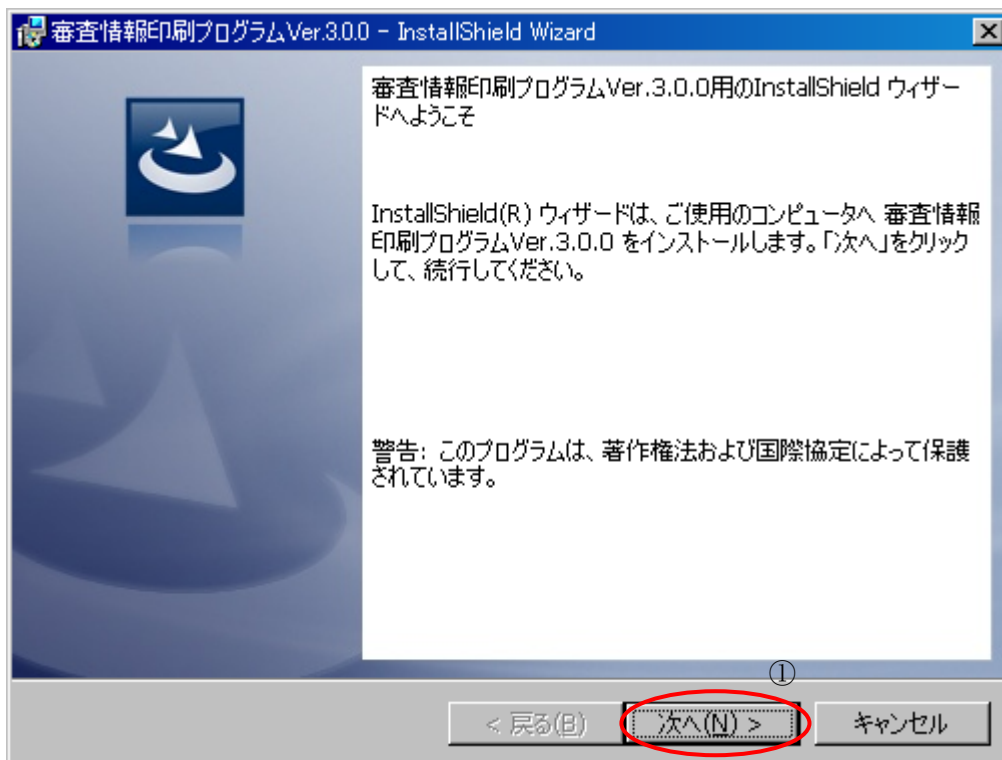 審査情報印刷プログラムVer.3.0.0 - InstallShield Wizard
審査情報印刷プログラムVer.3.0.0用のInstallShield ウィザー
ドへようこそ
InstallShield(R) ウィザードは、ご使用のコンピュータへ 審査情報
印刷プログラムVer.3.0.0 をインストールします。「次へ」をクリック
して、続行してください。
警告: このプログラムは、著作権法および国際協定によって保護
されています。
①
< 戻る(B)
次へ(N) >
キャンセル